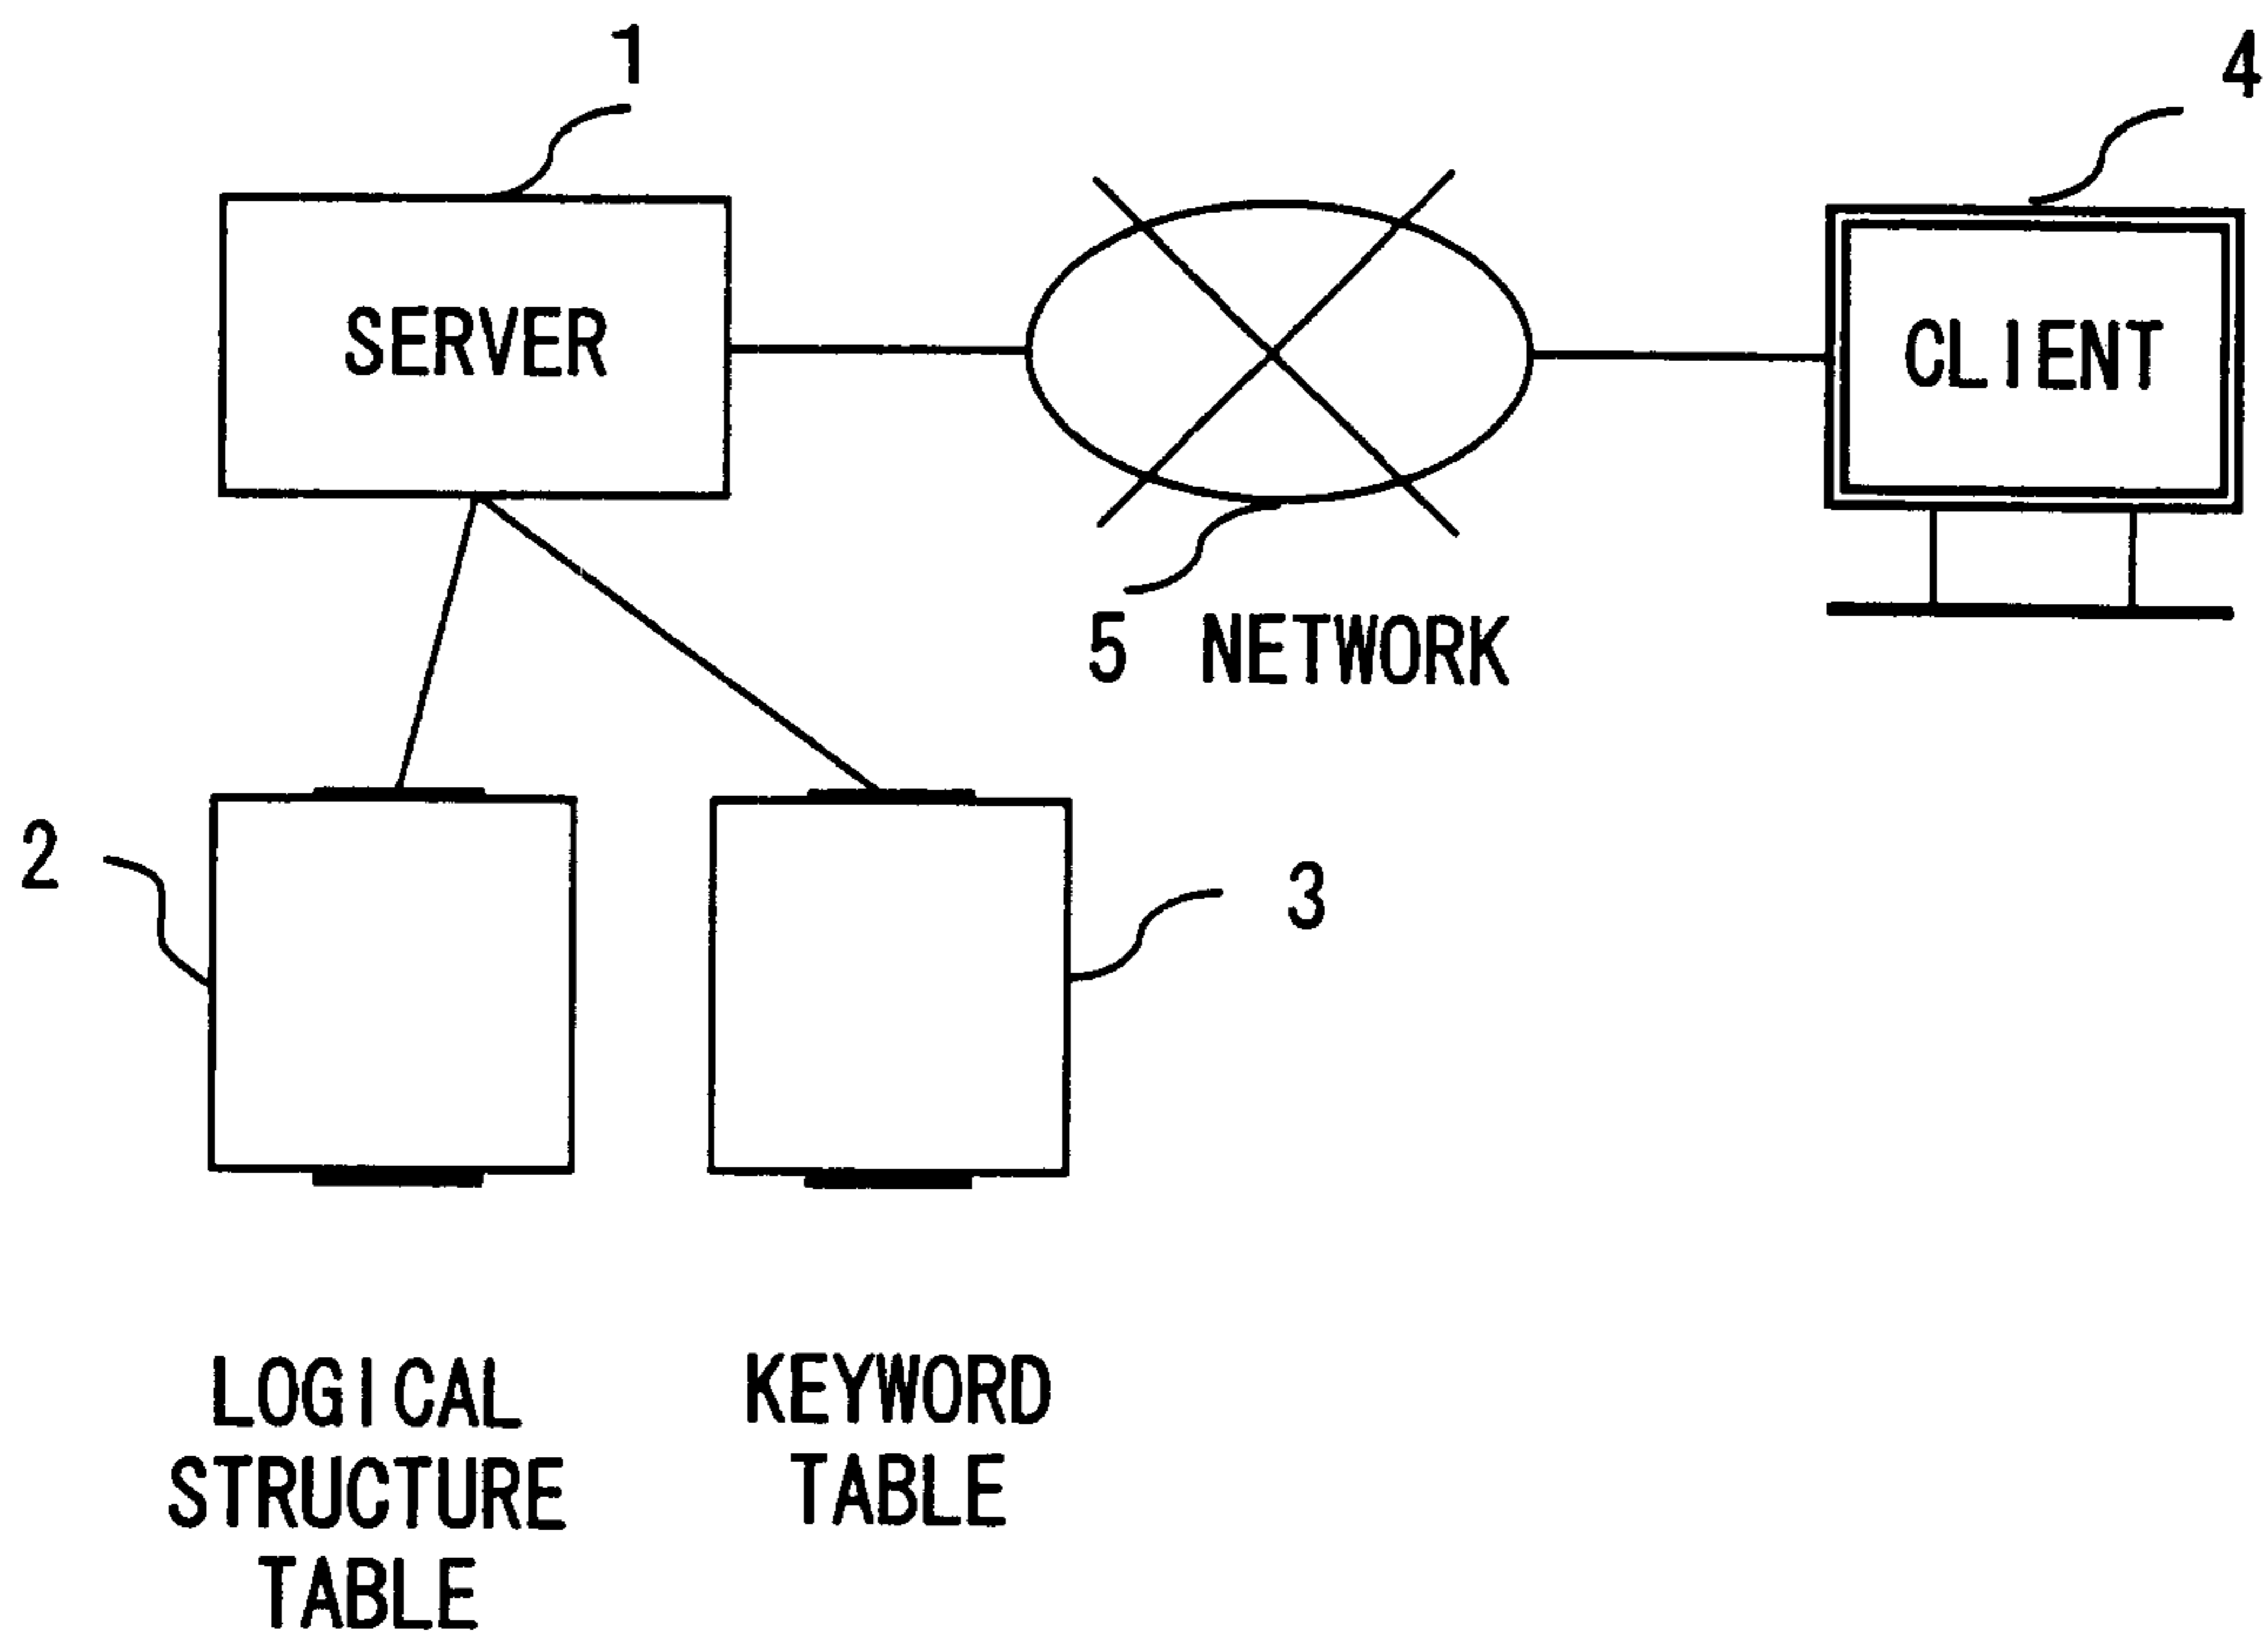 1
4
SERVER
CLIENT
5 NETWORK
2
3
LOGICAL
STRUCTURE
TABLE
KEYWORD
TABLE